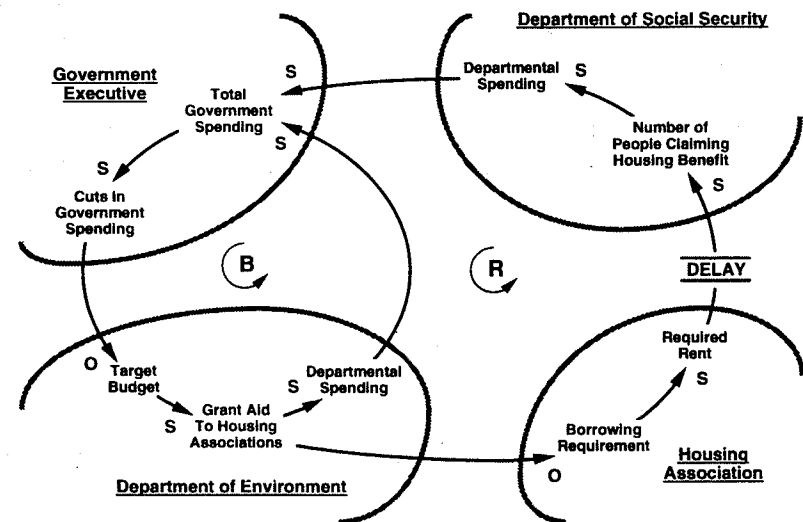 Department of Social Security
Government
Executive
S
Total
Government
Spending
S
Departmental
Spending
S
Number of
People Claiming
Housing Benefit
S
S
Cuts in
Government
Spending
B
R
DELAY
O
Target
Budget
S
Grant Aid
To Housing
Associations
S
Departmental
Spending
Required
Rent
S
Borrowing
Requirement
O
Housing
Association
Department of Environment